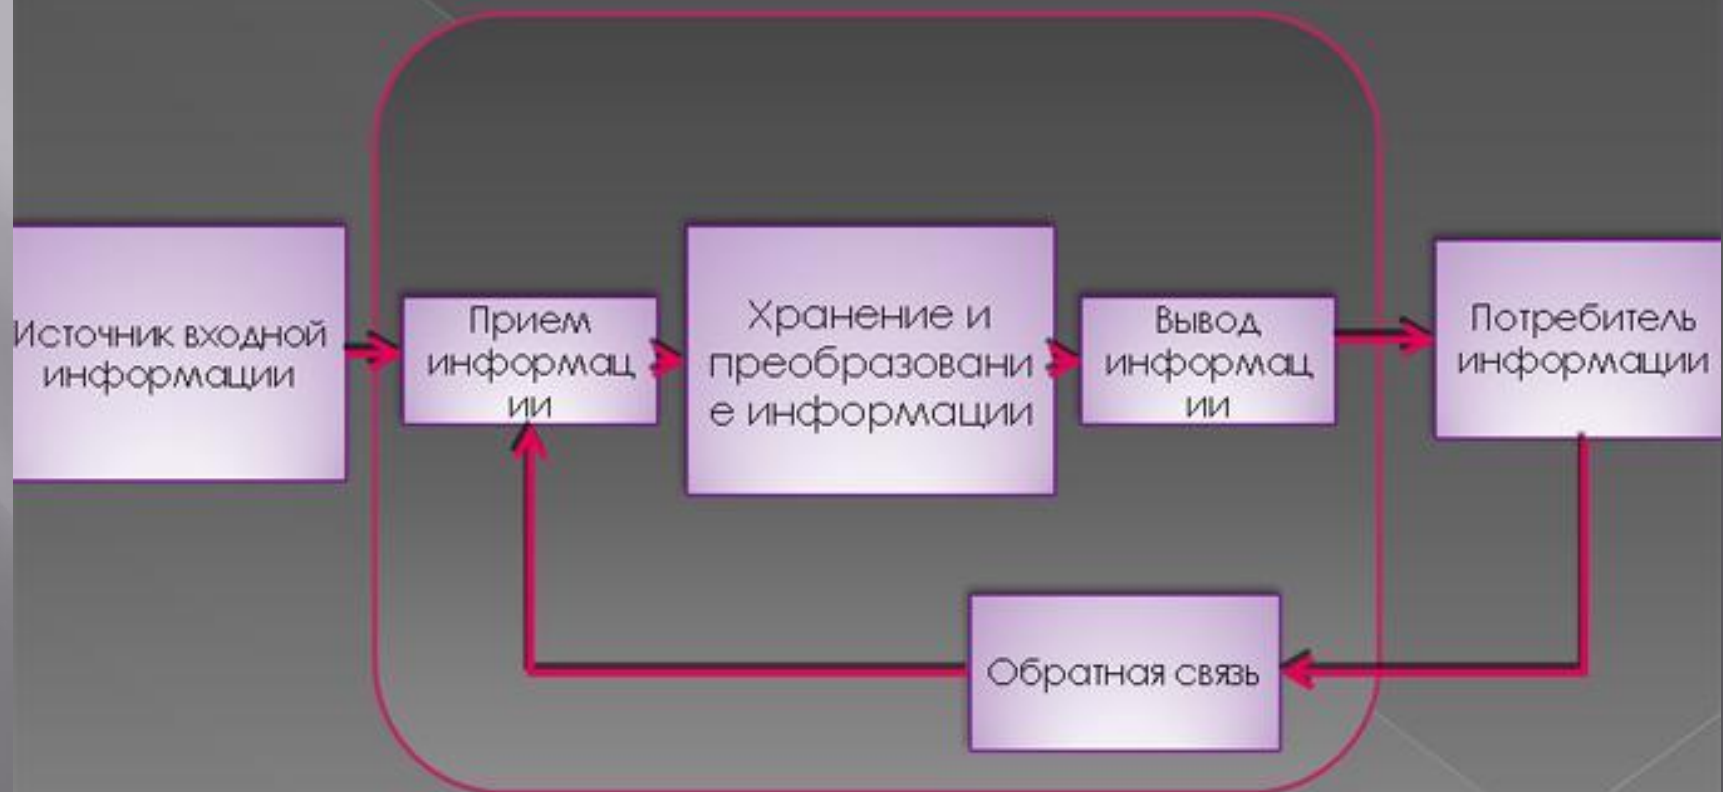 Источник входной
информации
Прием
информац
ии
Хранение и
преобразовани
е информации
Вывод
информац
ии
Потребитель
информации
Обратная связь